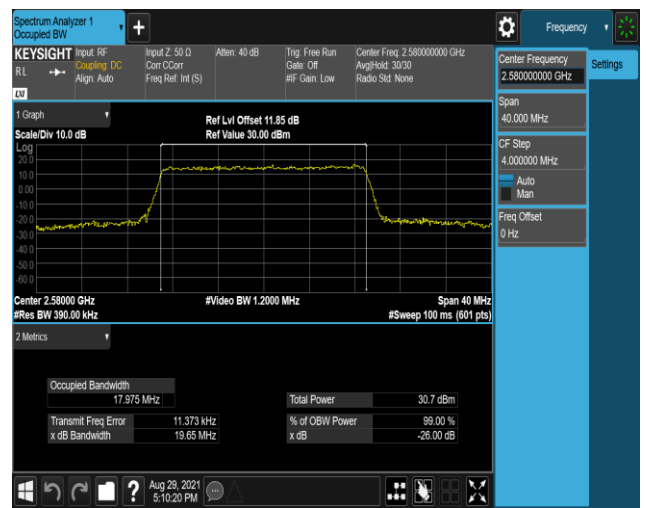 Spectrum Analyzer 1
Occupied BW
+
Frequency
KEYSIGHT Input: RF Input Z: 50 Ω Atten: 40 dB Trig: Free Run Center Freq: 2.580000000 GHz
RL Coupling: DC Corr CCorr Gate: Off Avg|Hold: 30/30
Align: Auto Freq Ref: Int (S) #IF Gain: Low Radio Std: None
LXI
Center Frequency
2.580000000 GHz
Settings
Span
40.000 MHz
CF Step
4.000000 MHz
Auto
Man
Freq Offset
0 Hz
1 Graph
Ref Lvl Offset 11.85 dB
Scale/Div 10.0 dB Ref Value 30.00 dBm
Log
20.0
10.0
0.00
-10.0
-20.0
-30.0
-40.0
-50.0
-60.0
Center 2.58000 GHz #Video BW 1.2000 MHz Span 40 MHz
#Res BW 390.00 kHz #Sweep 100 ms (601 pts)
2 Metrics
Occupied Bandwidth
17.975 MHz Total Power 30.7 dBm
Transmit Freq Error 11.373 kHz % of OBW Power 99.00 %
x dB Bandwidth 19.65 MHz x dB -26.00 dB
? Aug 29, 2021
5:10:20 PM